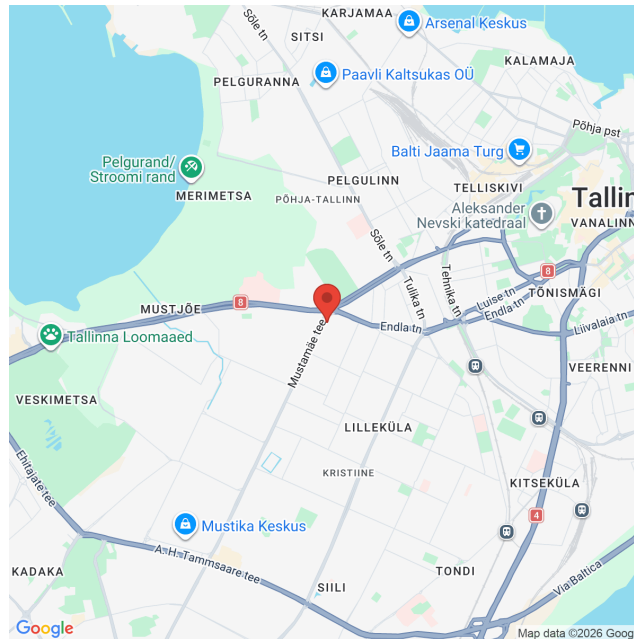 KARJAMAA
Arsenal Keskus
Sõle tn
SITSI
KALAMAJA
PELGURANNA
Paavli Kaltsukas OÜ
Põhja pst
Balti Jaama Turg
Pelgurand/
Stroomi rand
PELGULINN
TELLISKIVI
MERIMETSA
PÕHJA-TALLINN
Tallin
Aleksander
Nevski katedraal
VANALINN
Sõle tn
Tulika tn
Tehnika tn
8
TÕNISMÄGI
8
MUSTJÕE
Luise tn
Endla tn
Endla tn
Liivalaia tn
Tallinna Loomaaed
Mustamäe tee
VEERENNI
VESKIMETSA
LILLEKÜLA
KRISTIINE
KITSEKÜLA
Ehitajate tee
4
Mustika Keskus
A. H. Tammsaare tee
KADAKA
TONDI
SIILI
Via Baltica
Google
Map data ©2026 Goo